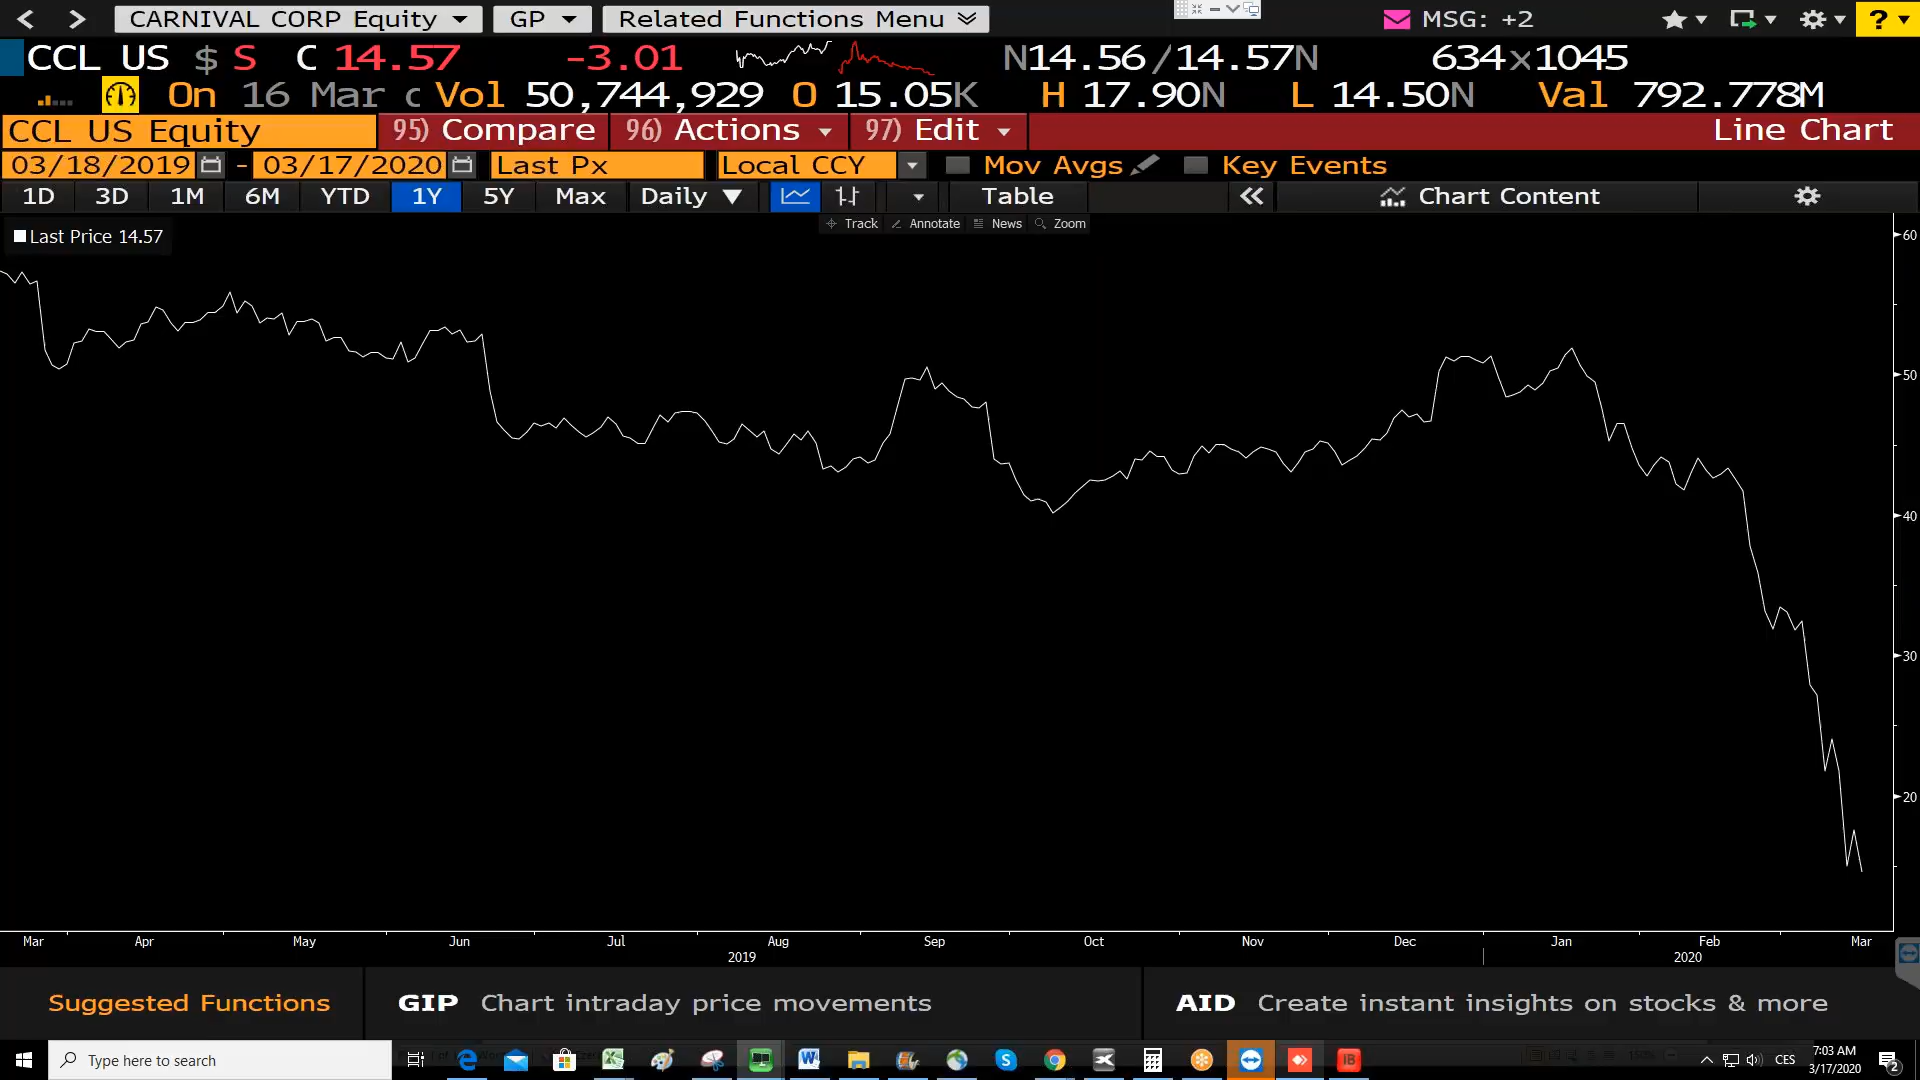 CARNIVAL CORP Equity GP Related Functions Menu MSG: +2 ?
CCL US $ S C 14.57 -3.01 N14.56/14.57N 634x1045
On 16 Mar c Vol 50,744,929 O 15.05K H 17.90N L 14.50N Val 792.778M
CCL US Equity 95) Compare 96) Actions 97) Edit Line Chart
03/18/2019 - 03/17/2020 Last Px Local CCY Mov Avgs Key Events
1D 3D 1M 6M YTD 1Y 5Y Max Daily Table Chart Content
Track Annotate News Zoom
Last Price 14.57
60
50
40
30
20
Mar Apr May Jun Jul Aug Sep Oct Nov Dec Jan Feb Mar
2019 2020
Suggested Functions GIP Chart intraday price movements AID Create instant insights on stocks & more
Type here to search CES 7:03 AM
3/17/2020 2